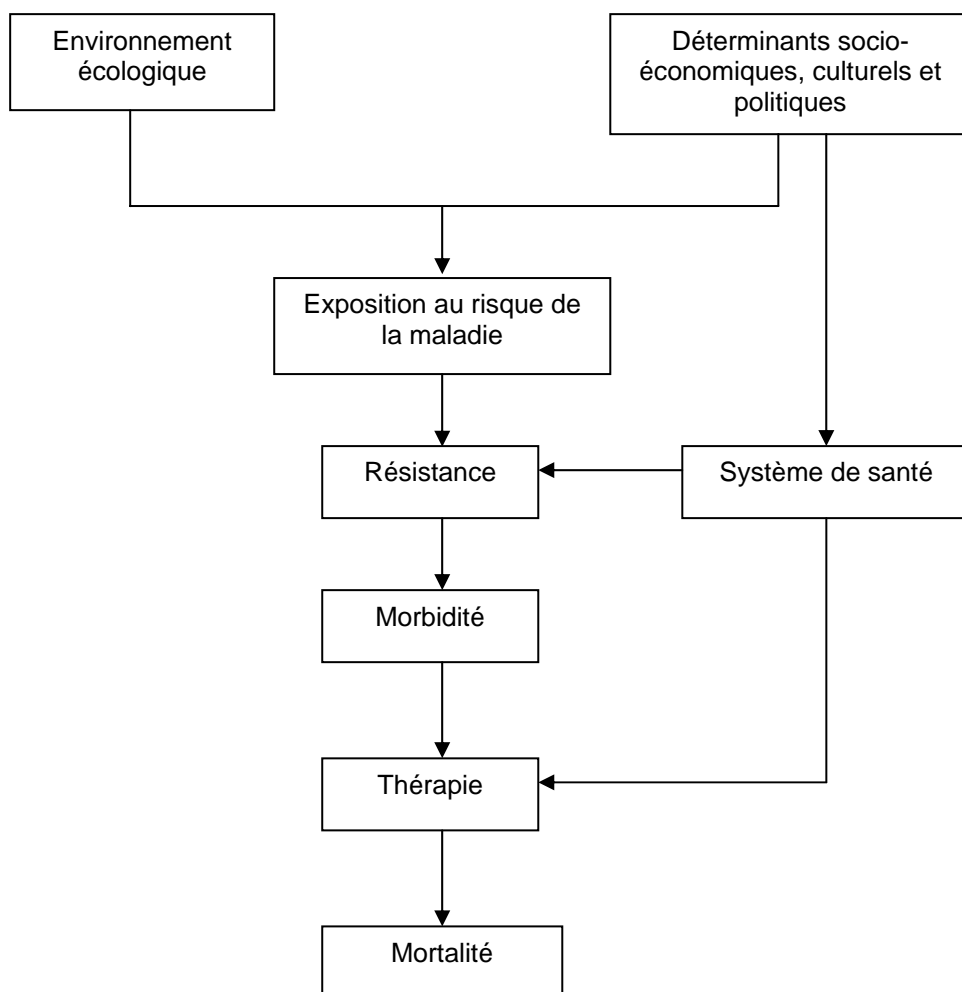 Environnement
écologique
Déterminants socio-
économiques, culturels et
politiques
Exposition au risque de
la maladie
Résistance
Système de santé
Morbidité
Thérapie
Mortalité